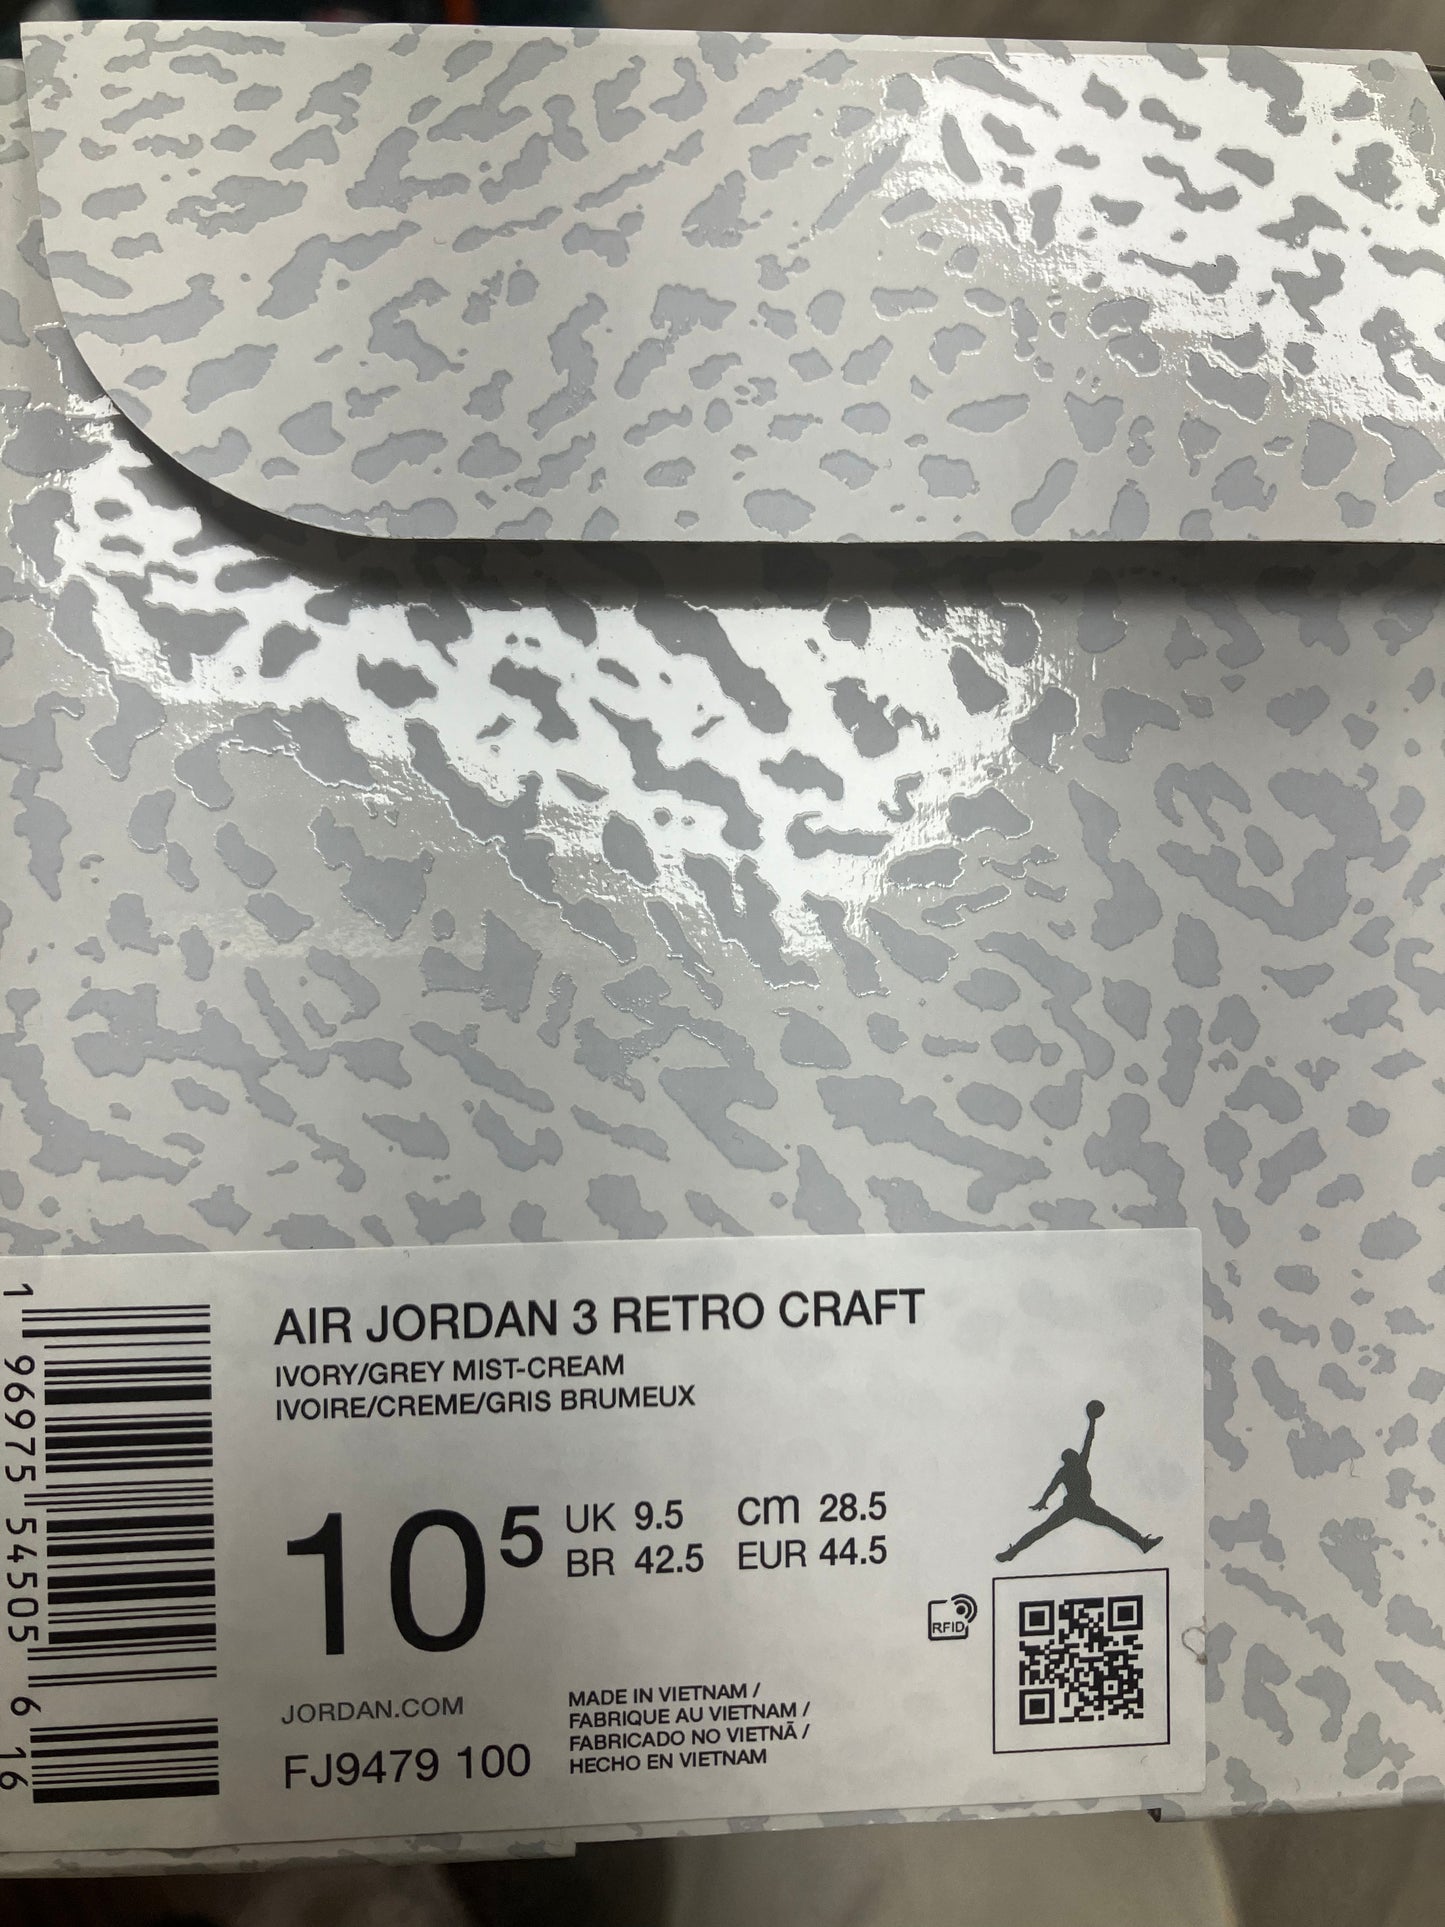 AIR JORDAN 3 RETRO CRAFT
IVORY/GREY MIST-CREAM
IVOIRE/CREME/GRIS BRUMEUX
10 5
UK 9.5 cm 28.5
BR 42.5 EUR 44.5
RFID
JORDAN.COM
FJ9479 100
MADE IN VIETNAM /
FABRIQUE AU VIETNAM /
FABRICADO NO VIETNÃ /
HECHO EN VIETNAM
1 96975 54505 6 16